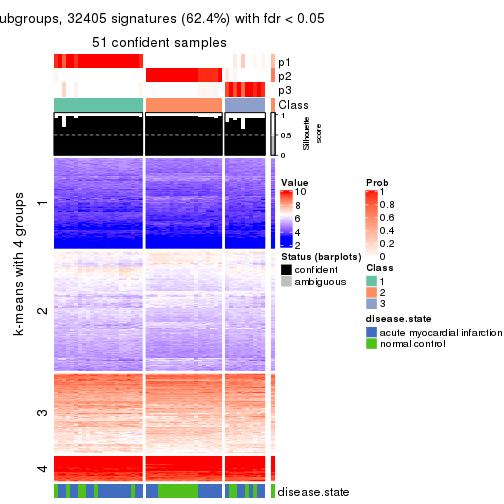 ubgroups, 32405 signatures (62.4%) with fdr < 0.05
51 confident samples
p1
p2
p3
Class
1
0.5
0
Silhouette
score
k-means with 4 groups
1
2
3
4
Value
10
8
6
4
2
Status (barplots)
confident
ambiguous
Prob
1
0.8
0.6
0.4
0.2
0
Class
1
2
3
disease.state
acute myocardial infarction
normal control
disease.state